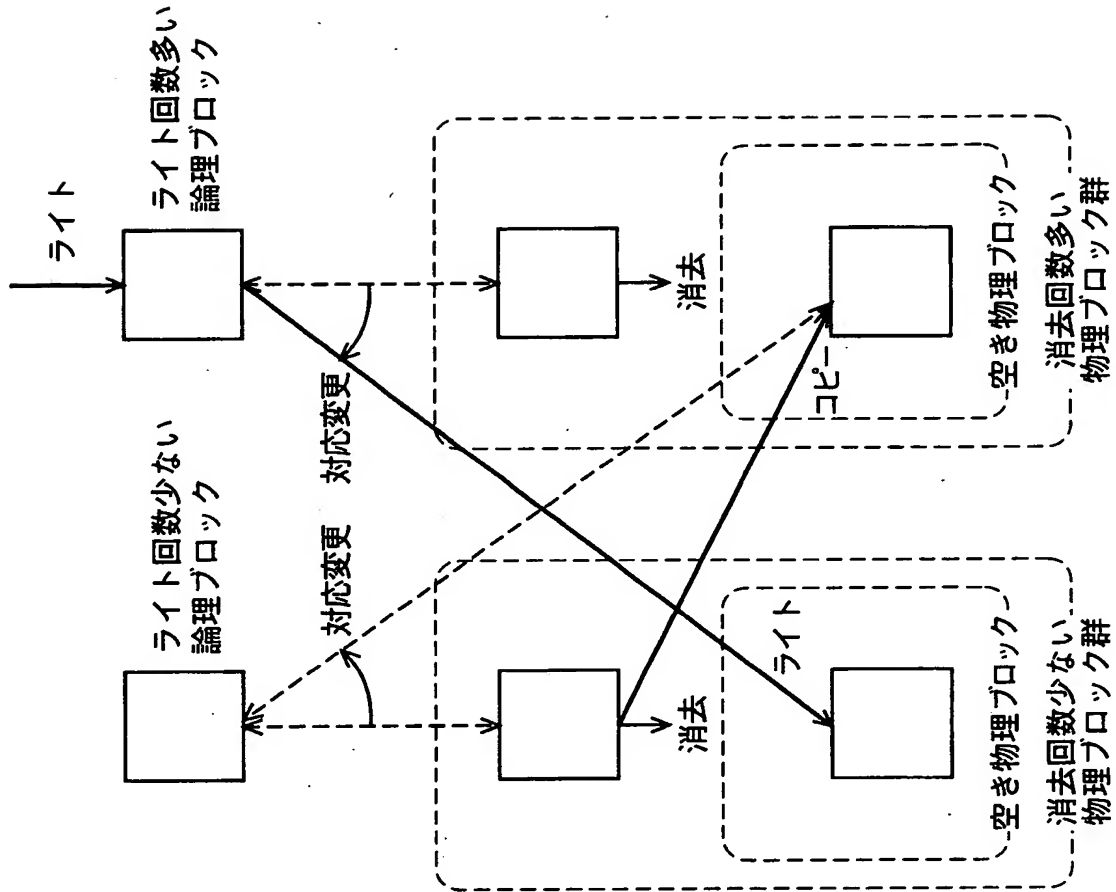 ライト
ライト回数少ない
論理ブロック
ライト回数多い
論理ブロック
対応変更
対応変更
消去
消去
ライト
コピー
空き物理ブロック
消去回数少ない
物理ブロック群
空き物理ブロック
消去回数多い
物理ブロック群